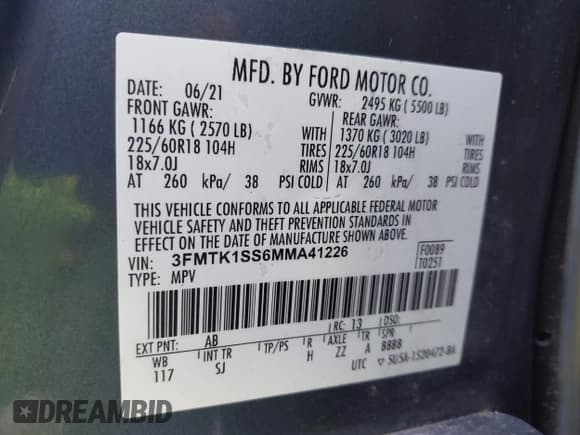 MFD. BY FORD MOTOR CO.
DATE: 06/21 GVWR: 2495 KG ( 5500 LB)
FRONT GAWR: REAR GAWR:
1166 KG ( 2570 LB) WITH 1370 KG ( 3020 LB) WITH
225/60R18 104H TIRES 225/60R18 104H TIRES
18x7.0J RIMS 18x7.0J RIMS
AT 260 kPa/ 38 PSI COLD AT 260 kPa/ 38 PSI COLD
THIS VEHICLE CONFORMS TO ALL APPLICABLE FEDERAL MOTOR
VEHICLE SAFETY AND THEFT PREVENTION STANDARDS IN
EFFECT ON THE DATE OF MANUFACTURE SHOWN ABOVE.
VIN: 3FMTK1SS6MMA41226 F0089
TYPE: MPV T0251
EXT PNT: AB RC: 13 DSO:
WB INT TR TP/PS R AXLE TR SPR
117 SJ H ZZ A BBBB
UTC ▽ 5U5A-1520472-BA
DREAMBID